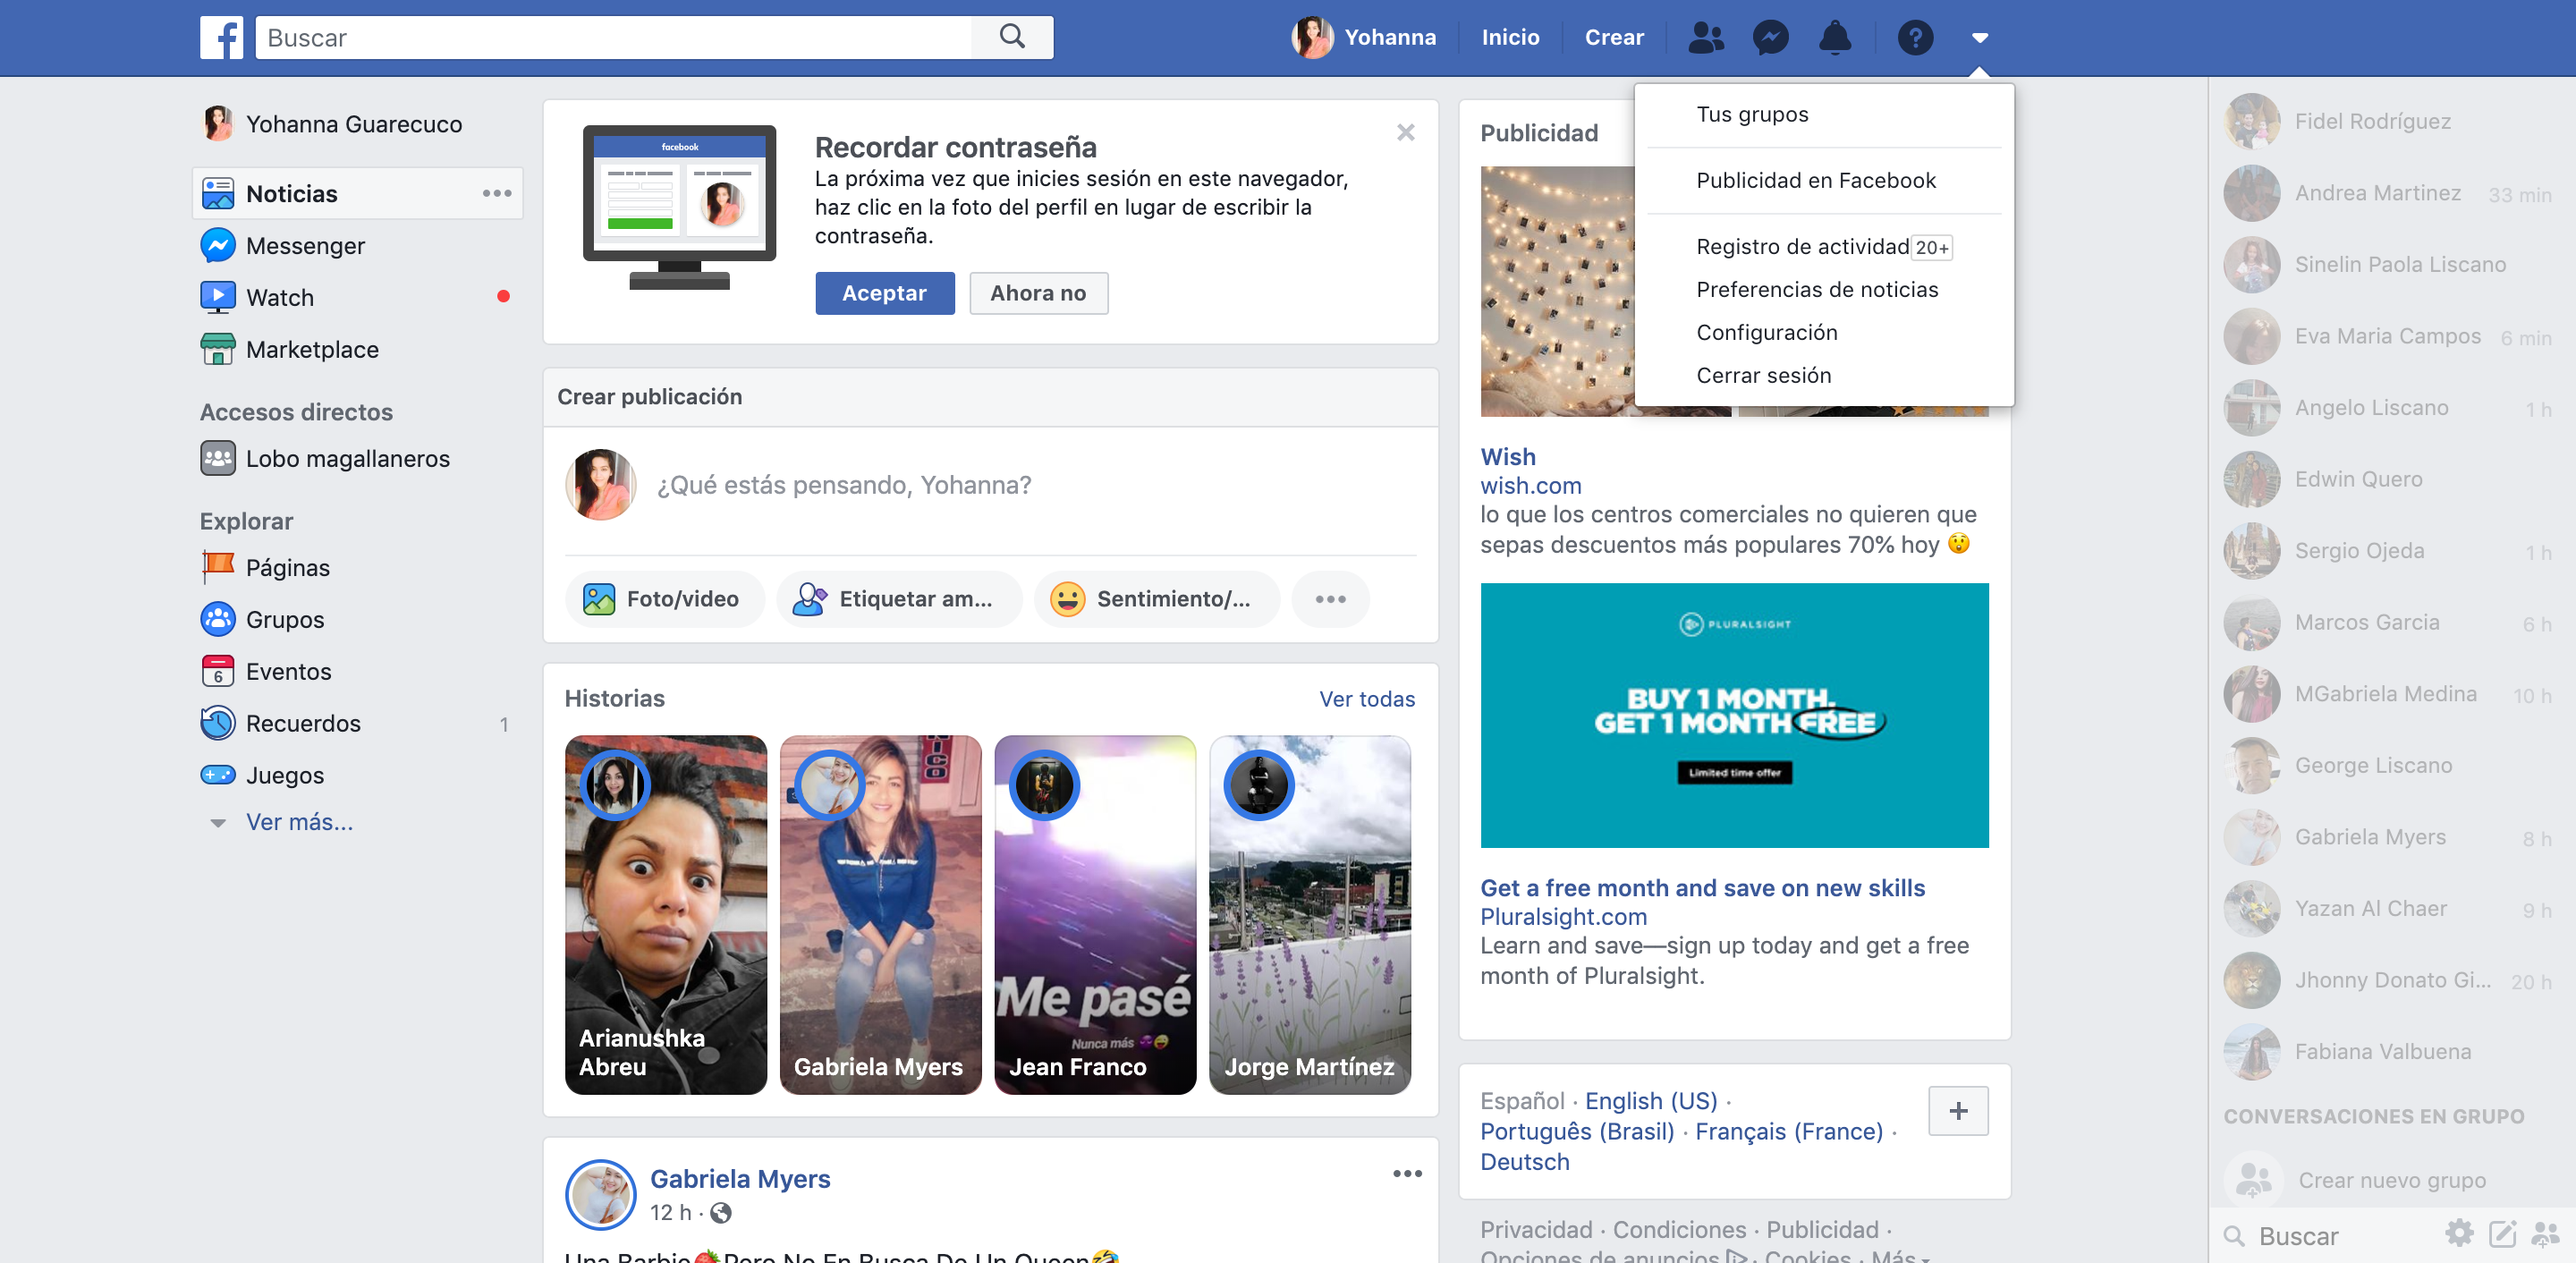 Buscar
Yohanna
Inicio
Crear
Yohanna Guarecuco
Noticias
Messenger
Watch
Marketplace
Accesos directos
Lobo magallaneros
Explorar
Páginas
Grupos
6
Eventos
Recuerdos
1
Juegos
Ver más...
facebook
Recordar contraseña
La próxima vez que inicies sesión en este navegador,
haz clic en la foto del perfil en lugar de escribir la
contraseña.
Aceptar
Ahora no
Crear publicación
¿Qué estás pensando, Yohanna?
Foto/video
Etiquetar am...
Sentimiento/...
Historias
Ver todas
Arianushka
Abreu
Gabriela Myers
Me pasé
Nunca más
Jean Franco
Jorge Martínez
Gabriela Myers
12 h ·
Una Barbie🍓Pero No En Busca De Un Queen🤣
Publicidad
Tus grupos
Publicidad en Facebook
Registro de actividad 20+
Preferencias de noticias
Configuración
Cerrar sesión
Wish
wish.com
lo que los centros comerciales no quieren que
sepas descuentos más populares 70% hoy 😲
PLURALSIGHT
BUY 1 MONTH.
GET 1 MONTH FREE
Limited time offer
Get a free month and save on new skills
Pluralsight.com
Learn and save—sign up today and get a free
month of Pluralsight.
Español · English (US) ·
Português (Brasil) · Français (France) ·
Deutsch
Privacidad · Condiciones · Publicidad ·
Opciones de anuncios · Cookies · Más
Fidel Rodríguez
Andrea Martinez 33 min
Sinelin Paola Liscano
Eva Maria Campos 6 min
Angelo Liscano 1 h
Edwin Quero
Sergio Ojeda 1 h
Marcos Garcia 6 h
MGabriela Medina 10 h
George Liscano
Gabriela Myers 8 h
Yazan Al Chaer 9 h
Jhonny Donato Gi... 20 h
Fabiana Valbuena
CONVERSACIONES EN GRUPO
Crear nuevo grupo
Buscar